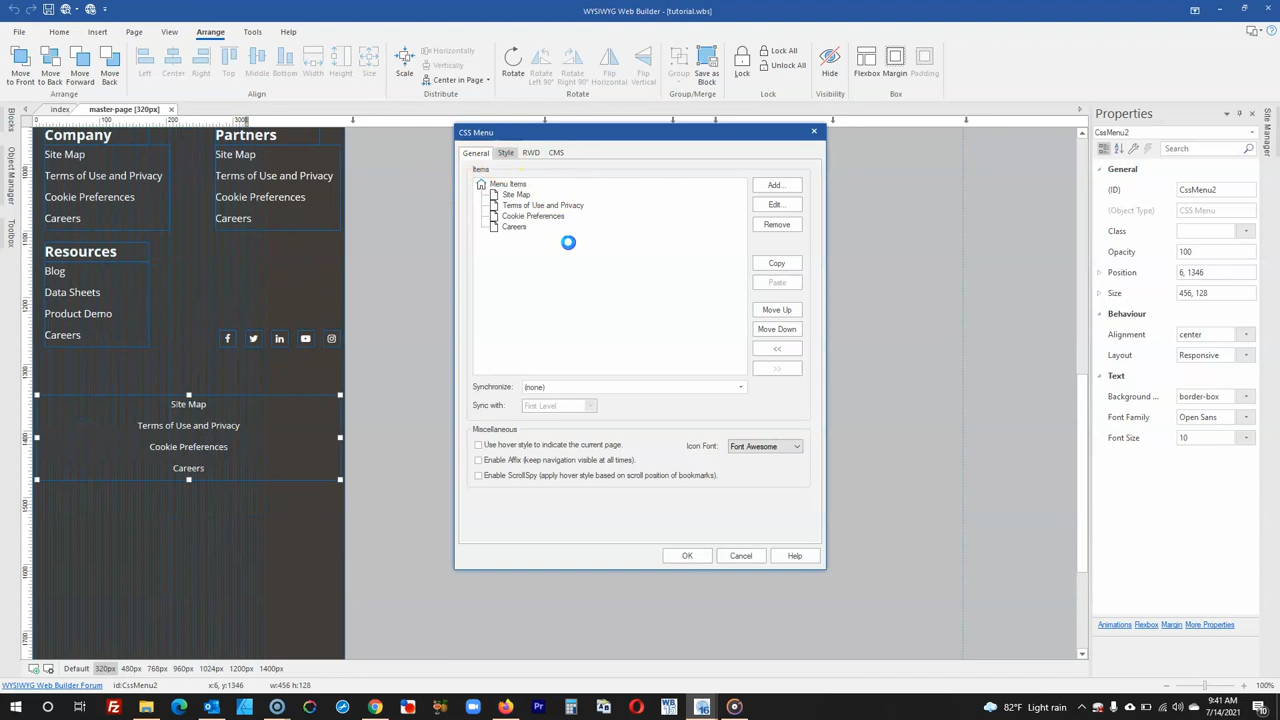 WYSIWYG Web Builder - [tutorial.wbs]
File Home Insert Page View Arrange Tools Help
Move to Front
Move to Back
Move Forward
Move Back
Left Center Right Top Middle Bottom Width Height Size
Scale
Horizontally
Vertically
Center in Page
Rotate
Rotate Left 90°
Flip Horizontal
Flip Vertical
Group
Save as Block
Lock
Lock All
Unlock All
Hide
Flexbox Margin Padding
Arrange Align Distribute Rotate Group/Merge Lock Visibility Box
Blocks
Object Manager
Toolbox
index master-page [320px]
0 100 200 300
Company
Site Map
Terms of Use and Privacy
Cookie Preferences
Careers
Partners
Site Map
Terms of Use and Privacy
Cookie Preferences
Careers
Resources
Blog
Data Sheets
Product Demo
Careers
Site Map
Terms of Use and Privacy
Cookie Preferences
Careers
CSS Menu
General Style RWD CMS
Items
Menu Items
Site Map
Terms of Use and Privacy
Cookie Preferences
Careers
Add...
Edit...
Remove
Copy
Paste
Move Up
Move Down
<<
>>
Synchronize: (none)
Sync with: First Level
Miscellaneous
Use hover style to indicate the current page.
Icon Font: Font Awesome
Enable Affix (keep navigation visible at all times).
Enable ScrollSpy (apply hover style based on scroll position of bookmarks).
OK Cancel Help
Properties
CssMenu2
Search
General
(ID) CssMenu2
(Object Type) CSS Menu
Class
Opacity 100
Position 6, 1346
Size 456, 128
Behaviour
Alignment center
Layout Responsive
Text
Background ... border-box
Font Family Open Sans
Font Size 10
Animations Flexbox Margin More Properties
Site Manager
Default 320px 480px 768px 960px 1024px 1200px 1400px
WYSIWYG Web Builder Forum id:CssMenu2 x:6, y:1346 w:456 h:128
82°F Light rain
9:41 AM
7/14/2021